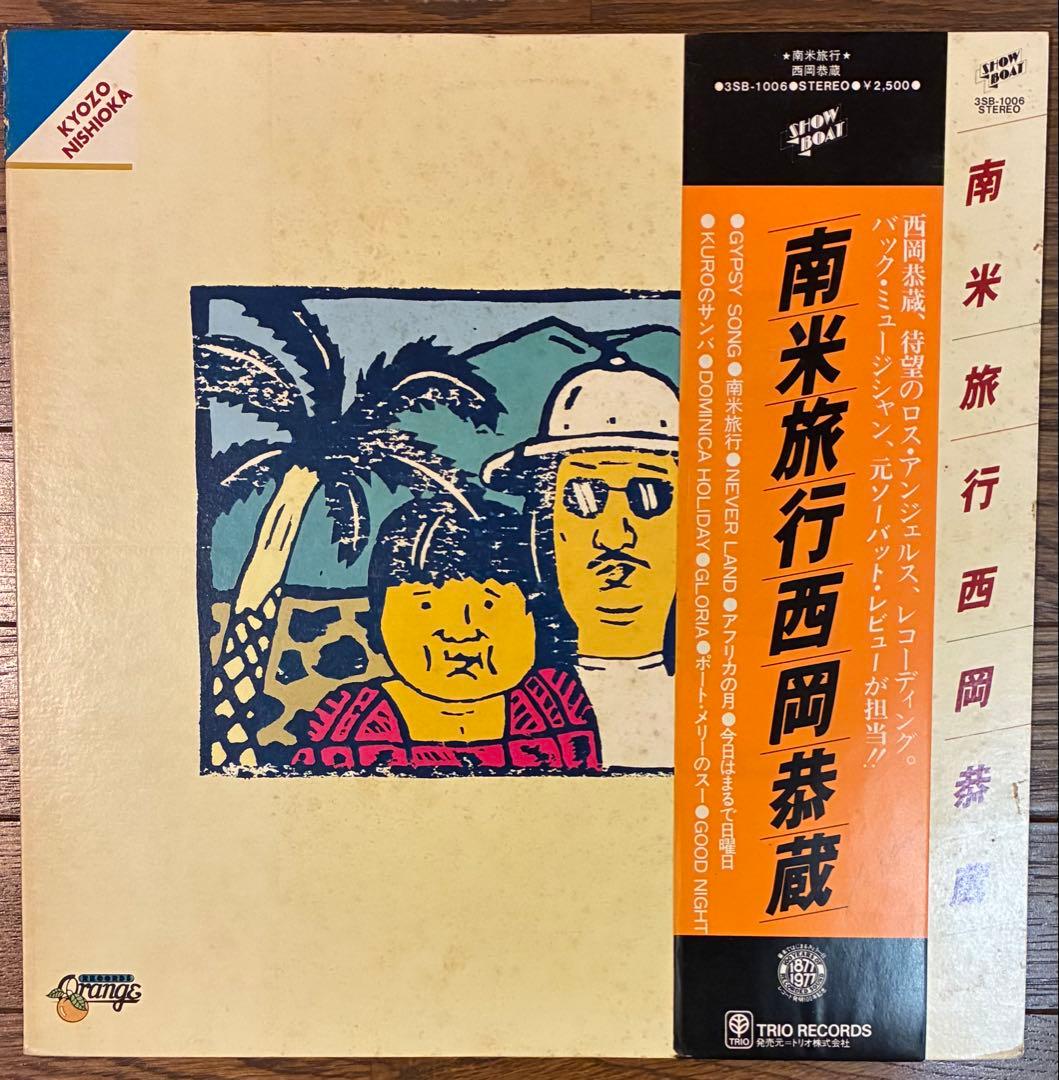 KYOZO
NISHIOKA
RECORDS
Orange
★南米旅行★
西岡恭蔵
●3SB-1006●STEREO●￥2,500●
SHOW
BOAT
西岡恭蔵、待望のロス・アンジェルス、レコーディング。
バック・ミュージシャン、元ソーバット・レビューが担当!!
南米旅行西岡恭蔵
●GYPSY SONG●南米旅行●NEVER LAND●アフリカの月●今日はまるで日曜日
●KUROのサンバ●DOMINICA HOLIDAY●GLORIA●ポート・メリーのスー●GOOD NIGHT
1877
1977
TRIO
TRIO RECORDS
発売元=トリオ株式会社
SHOW
BOAT
3SB-1006
STEREO
南米旅行西岡恭蔵